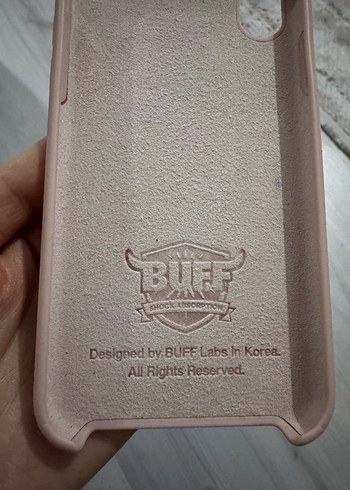 BUFF
SHOCK ABSORPTION
Designed by BUFF Labs in Korea.
All Rights Reserved.